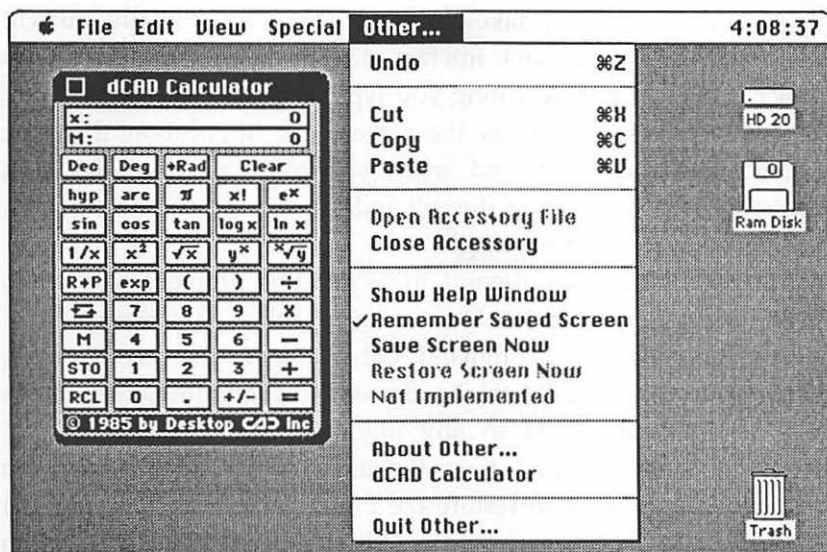 File Edit View Special Other... 4:08:37
dCAD Calculator
x: 0
M: 0
Dec Deg →Rad Clear
hyp arc π x! eˣ
sin cos tan log x ln x
1/x x² √x yˣ ˣ√y
R→P exp ( ) ÷
7 8 9 X
M 4 5 6 −
STO 1 2 3 +
RCL 0 . +/- =
© 1985 by Desktop CAD Inc
Undo ⌘Z
Cut ⌘X
Copy ⌘C
Paste ⌘V
Open Accessory File
Close Accessory
Show Help Window
✓Remember Saved Screen
Save Screen Now
Restore Screen Now
Not Implemented
About Other...
dCAD Calculator
Quit Other...
HD 20
Ram Disk
Trash